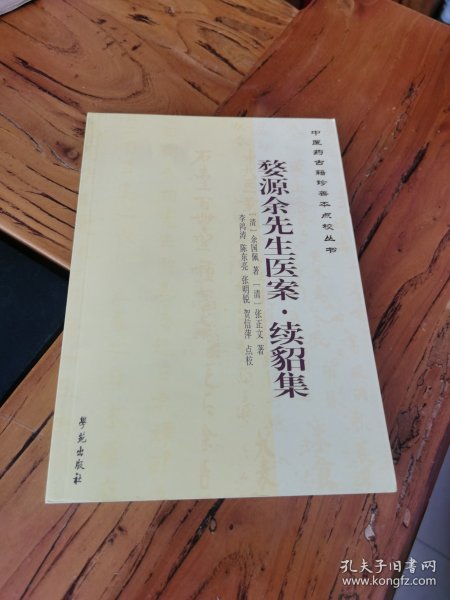 中医药古籍珍善本点校丛书
婺源余先生医案·续貂集
［清］余国佩 著 ［清］张正文 著
李鸿涛 陈东亮 张明锐 贺信萍 点校
學苑出版社
孔夫子旧书网
www.kongfz.com